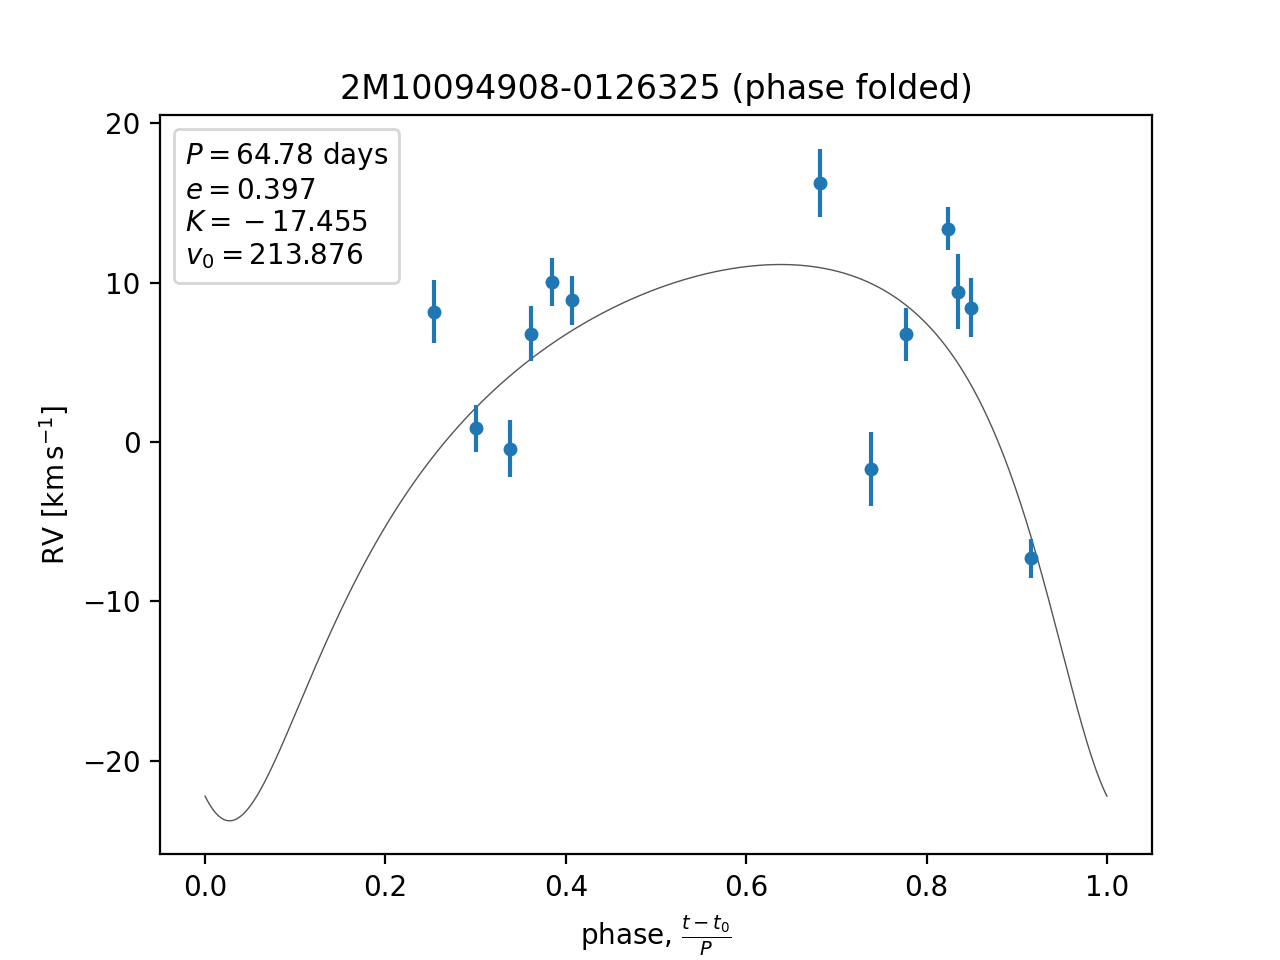 2M10094908-0126325 (phase folded)
P = 64.78 days
e = 0.397
K = −17.455
v₀ = 213.876
RV [km s⁻¹]
20
10
0
−10
−20
0.0 0.2 0.4 0.6 0.8 1.0
phase, (t − t₀)/P